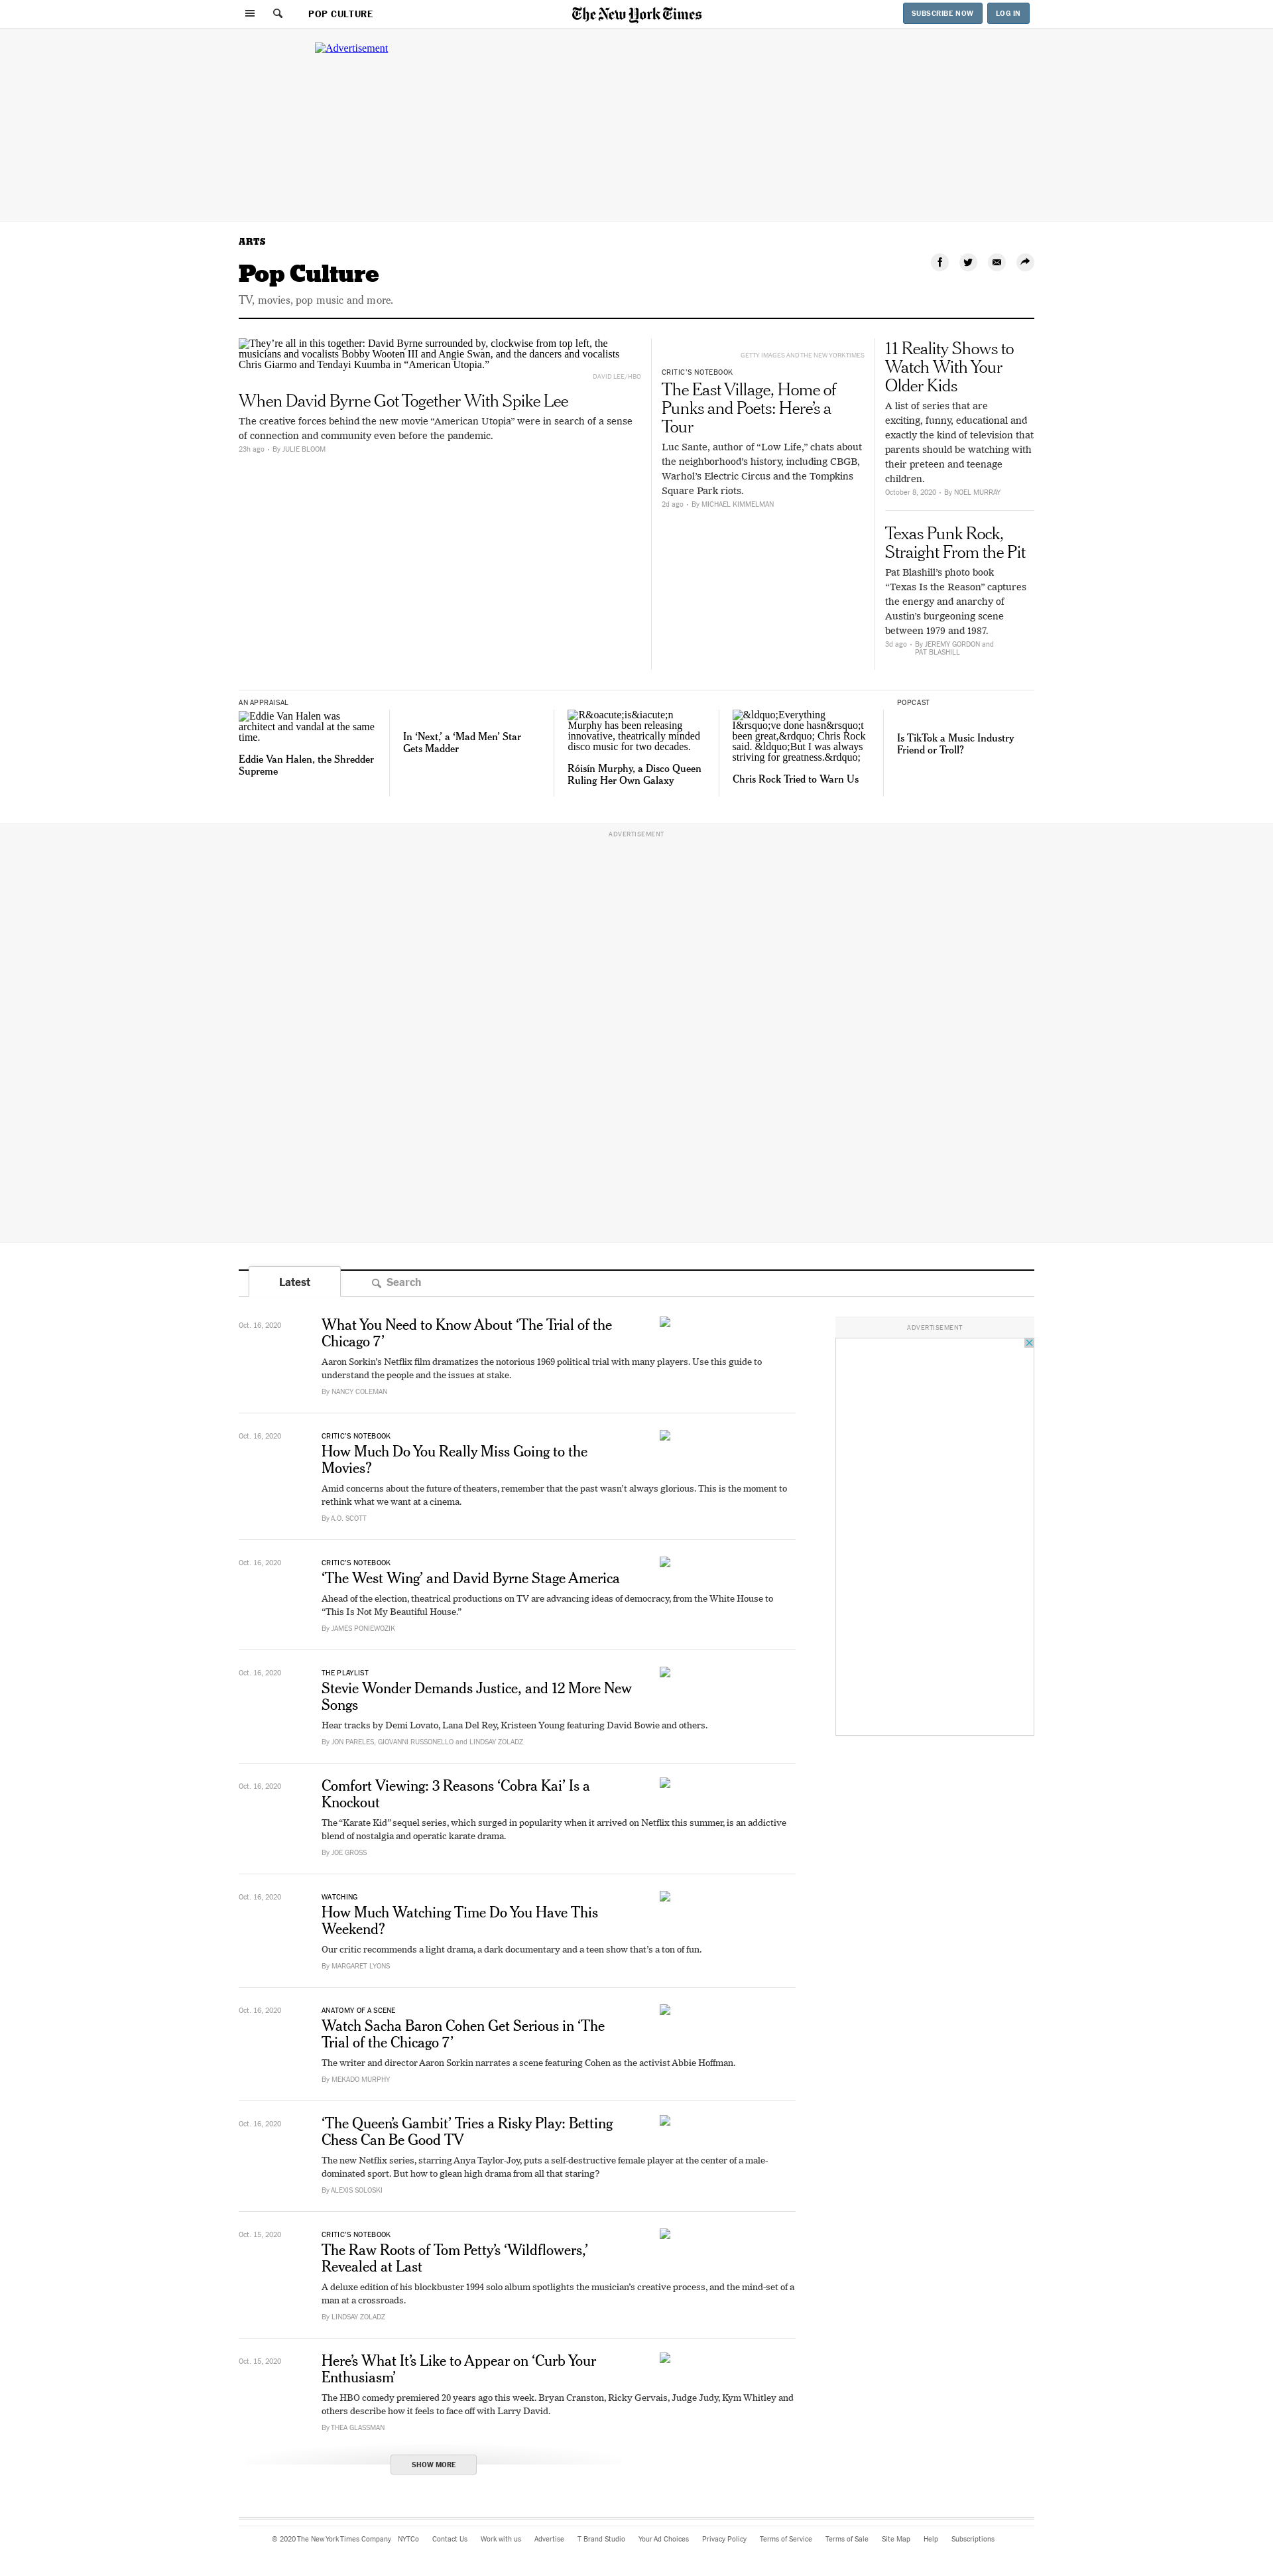 POP CULTURE
The New York Times
SUBSCRIBE NOW
LOG IN
Advertisement
ARTS
Pop Culture
TV, movies, pop music and more.
They’re all in this together: David Byrne surrounded by, clockwise from top left, the
musicians and vocalists Bobby Wooten III and Angie Swan, and the dancers and vocalists
Chris Giarmo and Tendayi Kuumba in “American Utopia.”
DAVID LEE/HBO
When David Byrne Got Together With Spike Lee
The creative forces behind the new movie “American Utopia” were in search of a sense
of connection and community even before the pandemic.
23h ago - By JULIE BLOOM
GETTY IMAGES AND THE NEW YORK TIMES
CRITIC’S NOTEBOOK
The East Village, Home of
Punks and Poets: Here’s a
Tour
Luc Sante, author of “Low Life,” chats about
the neighborhood’s history, including CBGB,
Warhol’s Electric Circus and the Tompkins
Square Park riots.
2d ago - By MICHAEL KIMMELMAN
11 Reality Shows to
Watch With Your
Older Kids
A list of series that are
exciting, funny, educational and
exactly the kind of television that
parents should be watching with
their preteen and teenage
children.
October 8, 2020 - By NOEL MURRAY
Texas Punk Rock,
Straight From the Pit
Pat Blashill’s photo book
“Texas Is the Reason” captures
the energy and anarchy of
Austin’s burgeoning scene
between 1979 and 1987.
3d ago - By JEREMY GORDON and
PAT BLASHILL
AN APPRAISAL
Eddie Van Halen was
architect and vandal at the same
time.
Eddie Van Halen, the Shredder
Supreme
In ‘Next,’ a ‘Mad Men’ Star
Gets Madder
R&oacute;is&iacute;n
Murphy has been releasing
innovative, theatrically minded
disco music for two decades.
Róisín Murphy, a Disco Queen
Ruling Her Own Galaxy
&ldquo;Everything
I&rsquo;ve done hasn&rsquo;t
been great,&rdquo; Chris Rock
said. &ldquo;But I was always
striving for greatness.&rdquo;
Chris Rock Tried to Warn Us
POPCAST
Is TikTok a Music Industry
Friend or Troll?
ADVERTISEMENT
Latest
Search
Oct. 16, 2020
What You Need to Know About ‘The Trial of the
Chicago 7’
Aaron Sorkin’s Netflix film dramatizes the notorious 1969 political trial with many players. Use this guide to
understand the people and the issues at stake.
By NANCY COLEMAN
ADVERTISEMENT
Oct. 16, 2020
CRITIC’S NOTEBOOK
How Much Do You Really Miss Going to the
Movies?
Amid concerns about the future of theaters, remember that the past wasn’t always glorious. This is the moment to
rethink what we want at a cinema.
By A.O. SCOTT
Oct. 16, 2020
CRITIC’S NOTEBOOK
‘The West Wing’ and David Byrne Stage America
Ahead of the election, theatrical productions on TV are advancing ideas of democracy, from the White House to
“This Is Not My Beautiful House.”
By JAMES PONIEWOZIK
Oct. 16, 2020
THE PLAYLIST
Stevie Wonder Demands Justice, and 12 More New
Songs
Hear tracks by Demi Lovato, Lana Del Rey, Kristeen Young featuring David Bowie and others.
By JON PARELES, GIOVANNI RUSSONELLO and LINDSAY ZOLADZ
Oct. 16, 2020
Comfort Viewing: 3 Reasons ‘Cobra Kai’ Is a
Knockout
The “Karate Kid” sequel series, which surged in popularity when it arrived on Netflix this summer, is an addictive
blend of nostalgia and operatic karate drama.
By JOE GROSS
Oct. 16, 2020
WATCHING
How Much Watching Time Do You Have This
Weekend?
Our critic recommends a light drama, a dark documentary and a teen show that’s a ton of fun.
By MARGARET LYONS
Oct. 16, 2020
ANATOMY OF A SCENE
Watch Sacha Baron Cohen Get Serious in ‘The
Trial of the Chicago 7’
The writer and director Aaron Sorkin narrates a scene featuring Cohen as the activist Abbie Hoffman.
By MEKADO MURPHY
Oct. 16, 2020
‘The Queen’s Gambit’ Tries a Risky Play: Betting
Chess Can Be Good TV
The new Netflix series, starring Anya Taylor-Joy, puts a self-destructive female player at the center of a male-
dominated sport. But how to glean high drama from all that staring?
By ALEXIS SOLOSKI
Oct. 15, 2020
CRITIC’S NOTEBOOK
The Raw Roots of Tom Petty’s ‘Wildflowers,’
Revealed at Last
A deluxe edition of his blockbuster 1994 solo album spotlights the musician’s creative process, and the mind-set of a
man at a crossroads.
By LINDSAY ZOLADZ
Oct. 15, 2020
Here’s What It’s Like to Appear on ‘Curb Your
Enthusiasm’
The HBO comedy premiered 20 years ago this week. Bryan Cranston, Ricky Gervais, Judge Judy, Kym Whitley and
others describe how it feels to face off with Larry David.
By THEA GLASSMAN
SHOW MORE
© 2020 The New York Times Company NYTCo Contact Us Work with us Advertise T Brand Studio Your Ad Choices Privacy Policy Terms of Service Terms of Sale Site Map Help Subscriptions